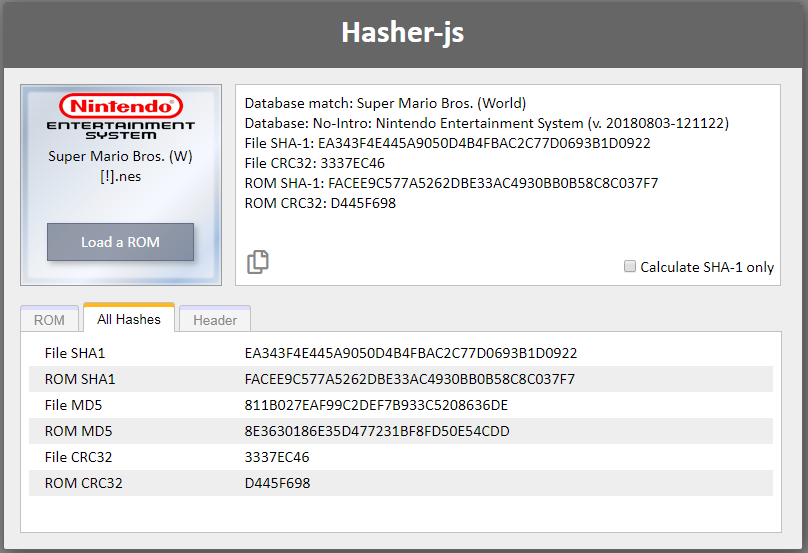 Hasher-js
Nintendo®
ENTERTAINMENT
SYSTEM
Super Mario Bros. (W)
[!].nes
Load a ROM
Database match: Super Mario Bros. (World)
Database: No-Intro: Nintendo Entertainment System (v. 20180803-121122)
File SHA-1: EA343F4E445A9050D4B4FBAC2C77D0693B1D0922
File CRC32: 3337EC46
ROM SHA-1: FACEE9C577A5262DBE33AC4930BB0B58C8C037F7
ROM CRC32: D445F698
Calculate SHA-1 only
ROM All Hashes Header
File SHA1 EA343F4E445A9050D4B4FBAC2C77D0693B1D0922
ROM SHA1 FACEE9C577A5262DBE33AC4930BB0B58C8C037F7
File MD5 811B027EAF99C2DEF7B933C5208636DE
ROM MD5 8E3630186E35D477231BF8FD50E54CDD
File CRC32 3337EC46
ROM CRC32 D445F698